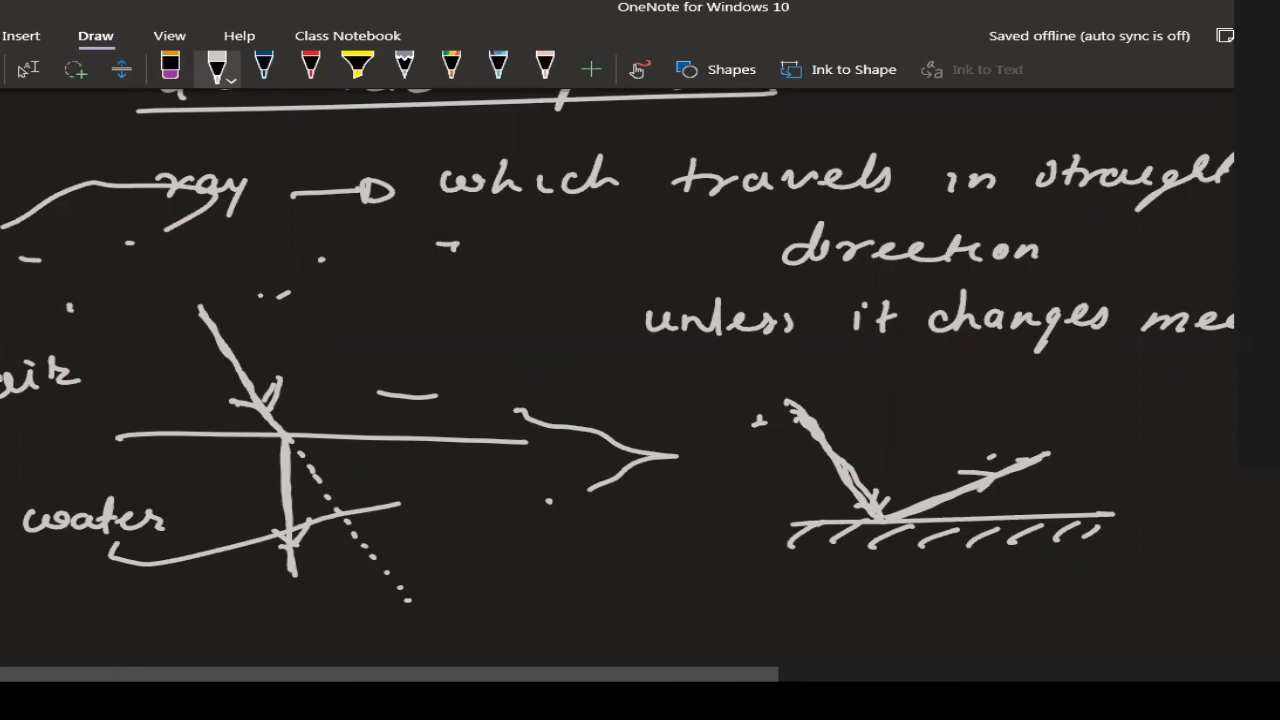 OneNote for Windows 10
Insert Draw View Help Class Notebook Saved offline (auto sync is off)
Shapes Ink to Shape Ink to Text
ray which travels in straight
direction
unless it changes me
water